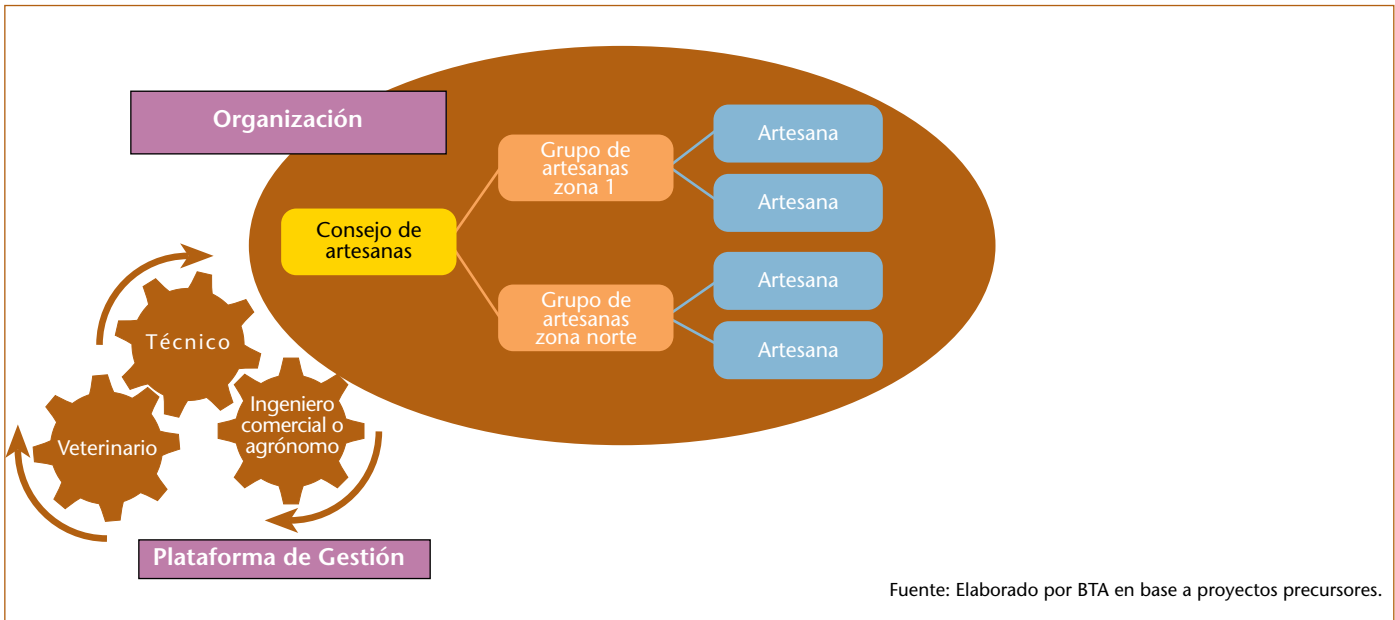 Organización
Consejo de
artesanas
Grupo de
artesanas
zona 1
Artesana
Artesana
Grupo de
artesanas
zona norte
Artesana
Artesana
Técnico
Veterinario
Ingeniero
comercial o
agrónomo
Plataforma de Gestión
Fuente: Elaborado por BTA en base a proyectos precursores.